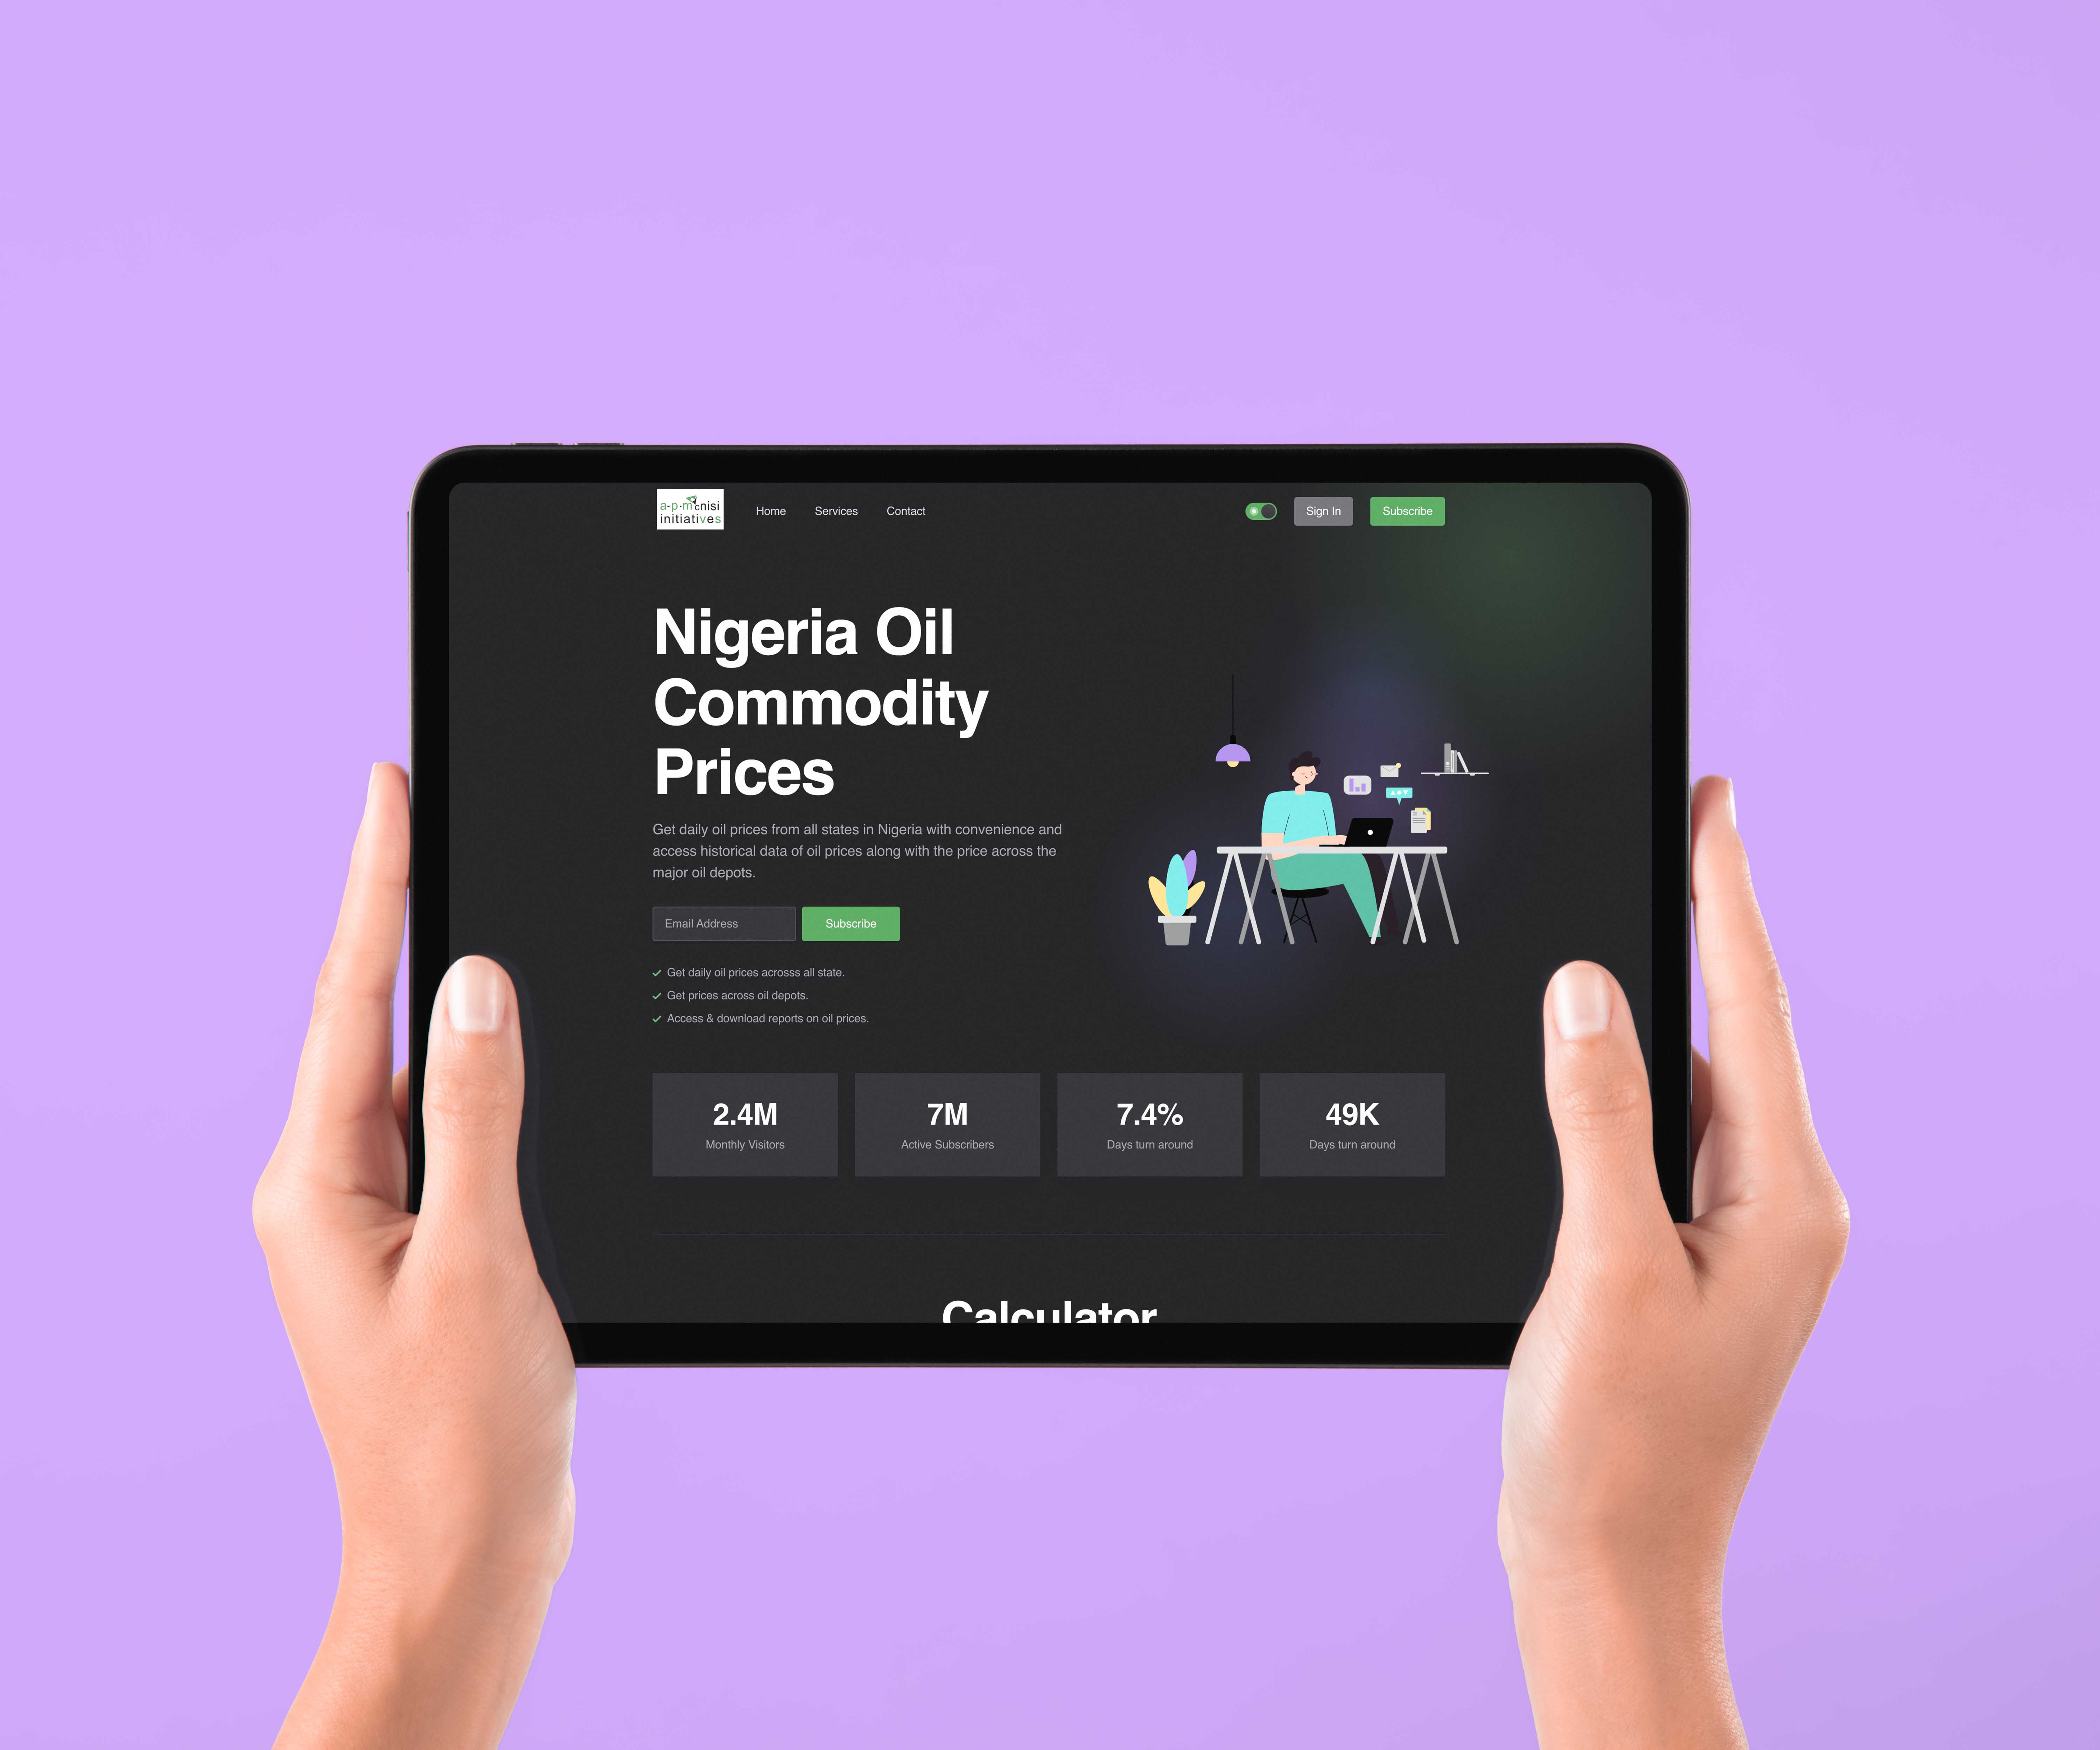 a-p-mcnisi
initiatives
Home Services Contact
Sign In
Subscribe
Nigeria Oil
Commodity
Prices
Get daily oil prices from all states in Nigeria with convenience and
access historical data of oil prices along with the price across the
major oil depots.
Email Address
Subscribe
Get daily oil prices acrosss all state.
Get prices across oil depots.
Access & download reports on oil prices.
2.4M
Monthly Visitors
7M
Active Subscribers
7.4%
Days turn around
49K
Days turn around
Calculator